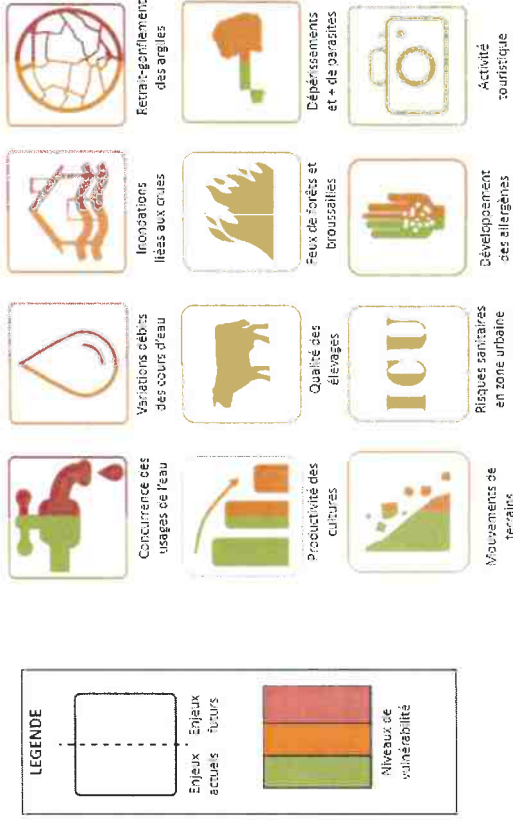 LEGENDE
Enjeux
actuels
Enjeux
futurs
Niveaux de
vulnérabilité
Concurrence des
usages de l'eau
Variations débits
des cours d'eau
Inondations
liées aux crues
Retrait-gonflement
des argiles
Productivité des
cultures
Qualité des
élevages
Feux de forêts et
broussailles
Dépérissements
et + de parasites
Mouvements de
terrains
ICU
Risques sanitaires
en zone urbaine
Développement
des allergènes
Activité
touristique